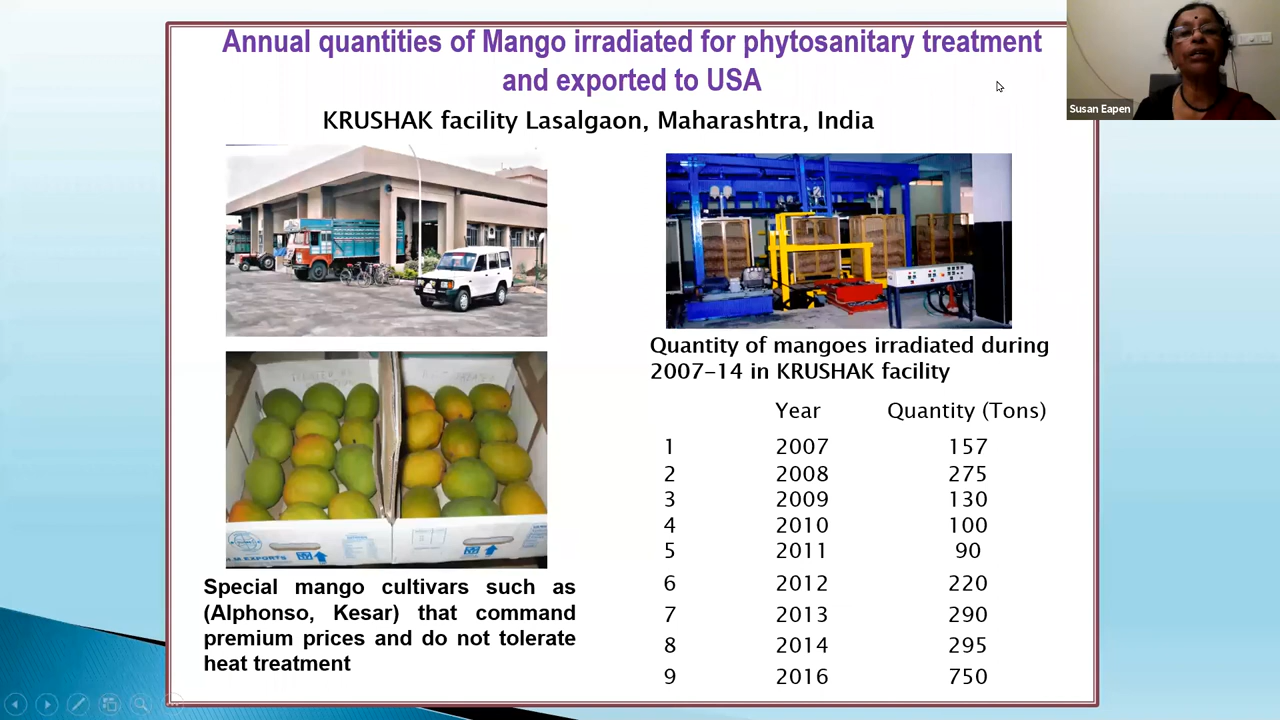 Annual quantities of Mango irradiated for phytosanitary treatment
and exported to USA
Susan Eapen
KRUSHAK facility Lasalgaon, Maharashtra, India
Quantity of mangoes irradiated during
2007-14 in KRUSHAK facility
Year Quantity (Tons)
1 2007 157
2 2008 275
3 2009 130
4 2010 100
5 2011 90
6 2012 220
7 2013 290
8 2014 295
9 2016 750
EXPORTS
Special mango cultivars such as
(Alphonso, Kesar) that command
premium prices and do not tolerate
heat treatment